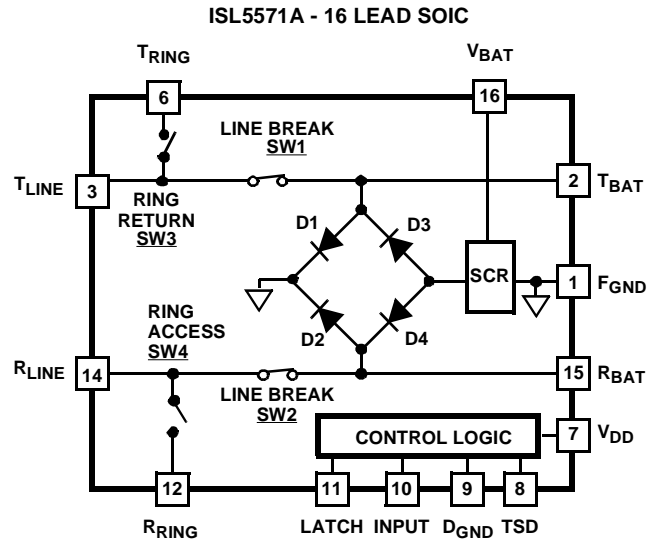 ISL5571A - 16 LEAD SOIC
TRING
VBAT
6
16
LINE BREAK
SW1
TLINE
3
2
TBAT
RING
RETURN
SW3
D1
D3
SCR
1
FGND
RING
ACCESS
SW4
D2
D4
RLINE
14
15
RBAT
LINE BREAK
SW2
CONTROL LOGIC
7
VDD
12
11
10
9
8
RRING
LATCH
INPUT
DGND
TSD